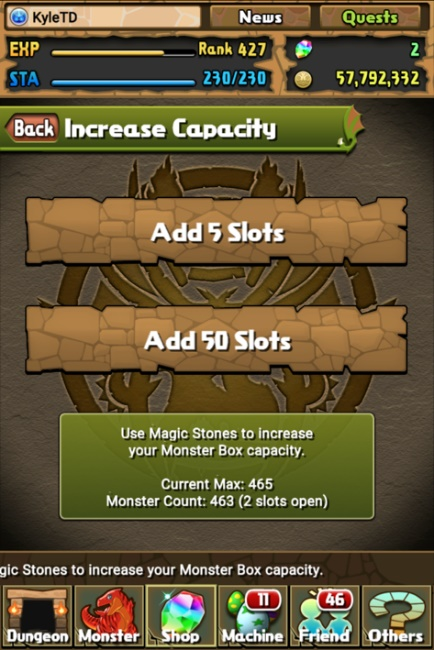 KyleTD
News
Quests
EXP
Rank 427
2
STA
230/230
57,792,332
Back
Increase Capacity
Add 5 Slots
Add 50 Slots
Use Magic Stones to increase
your Monster Box capacity.
Current Max: 465
Monster Count: 463 (2 slots open)
gic Stones to increase your Monster Box capacity.
11
46
Dungeon
Monster
Shop
Machine
Friend
Others